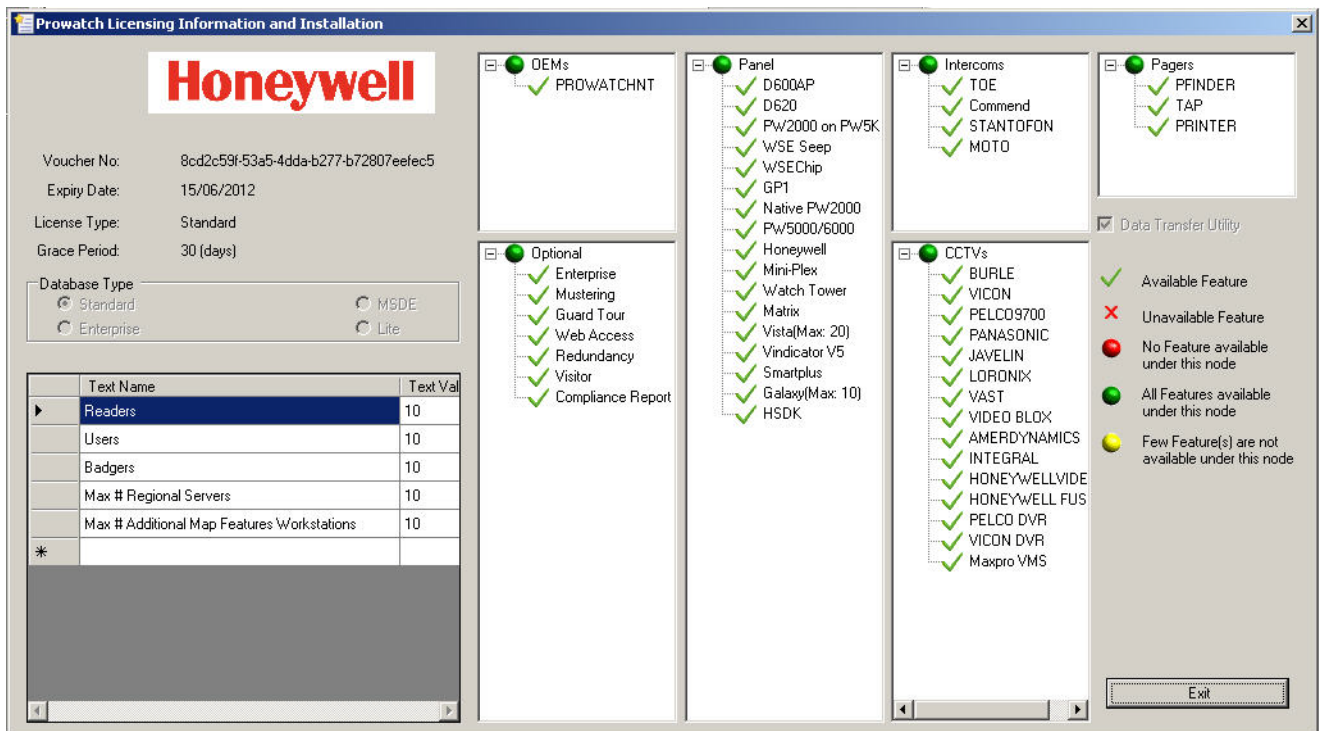 Prowatch Licensing Information and Installation
Honeywell
Voucher No: 8cd2c59f-53a5-4dda-b277-b72807eefec5
Expiry Date: 15/06/2012
License Type: Standard
Grace Period: 30 (days)
Database Type
Standard MSDE
Enterprise Lite
Text Name Text Val
Readers 10
Users 10
Badgers 10
Max # Regional Servers 10
Max # Additional Map Features Workstations 10
OEMs
PROWATCHNT
Optional
Enterprise
Mustering
Guard Tour
Web Access
Redundancy
Visitor
Compliance Report
Panel
D600AP
D620
PW2000 on PW5K
WSE Seep
WSEChip
GP1
Native PW2000
PW5000/6000
Honeywell
Mini-Plex
Watch Tower
Matrix
Vista(Max: 20)
Vindicator V5
Smartplus
Galaxy(Max: 10)
HSDK
Intercoms
TOE
Commend
STANTOFON
MOTO
CCTVs
BURLE
VICON
PELCO9700
PANASONIC
JAVELIN
LORONIX
VAST
VIDEO BLOX
AMERDYNAMICS
INTEGRAL
HONEYWELLVIDE
HONEYWELL FUS
PELCO DVR
VICON DVR
Maxpro VMS
Pagers
PFINDER
TAP
PRINTER
Data Transfer Utility
Available Feature
Unavailable Feature
No Feature available
under this node
All Features available
under this node
Few Feature(s) are not
available under this node
Exit